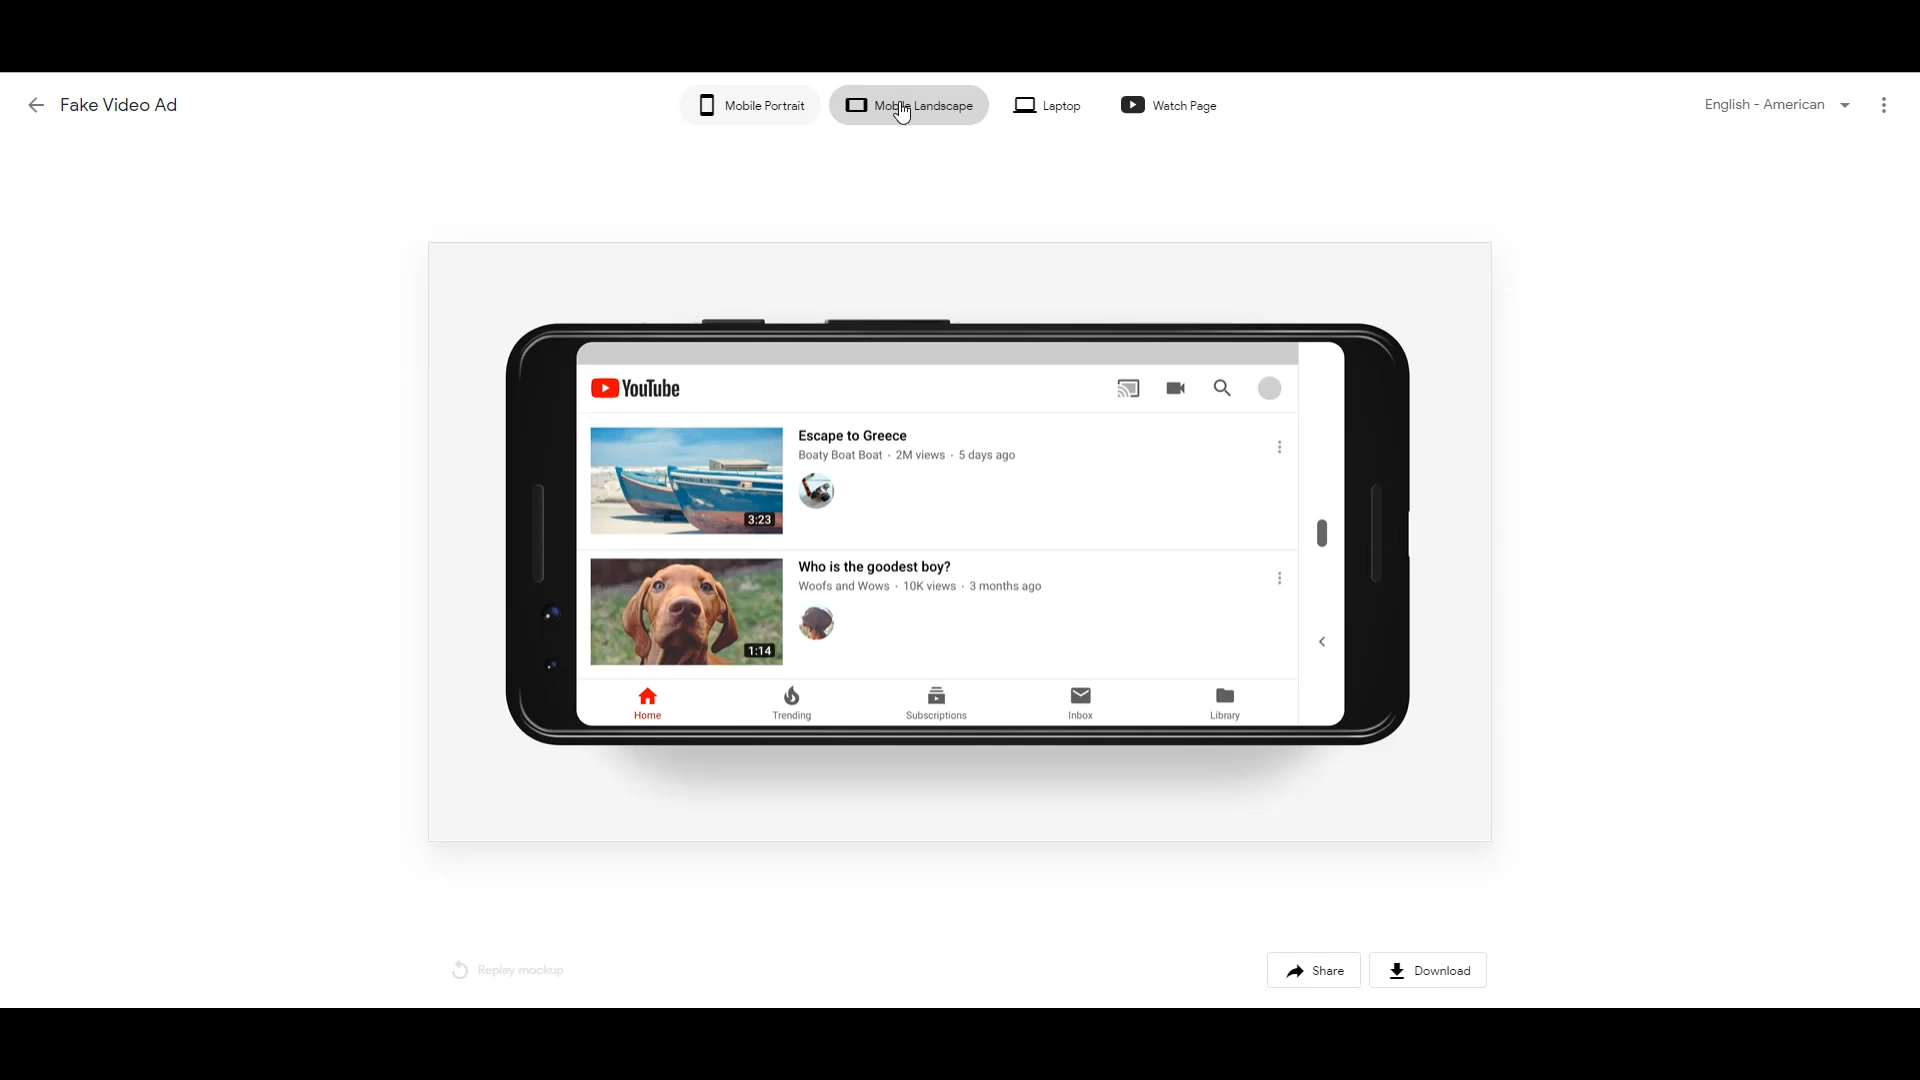 Fake Video Ad
Mobile Portrait
Mobile Landscape
Laptop
Watch Page
English - American
YouTube
Escape to Greece
Boaty Boat Boat · 2M views · 5 days ago
3:23
Who is the goodest boy?
Woofs and Wows · 10K views · 3 months ago
1:14
Home
Trending
Subscriptions
Inbox
Library
Replay mockup
Share
Download